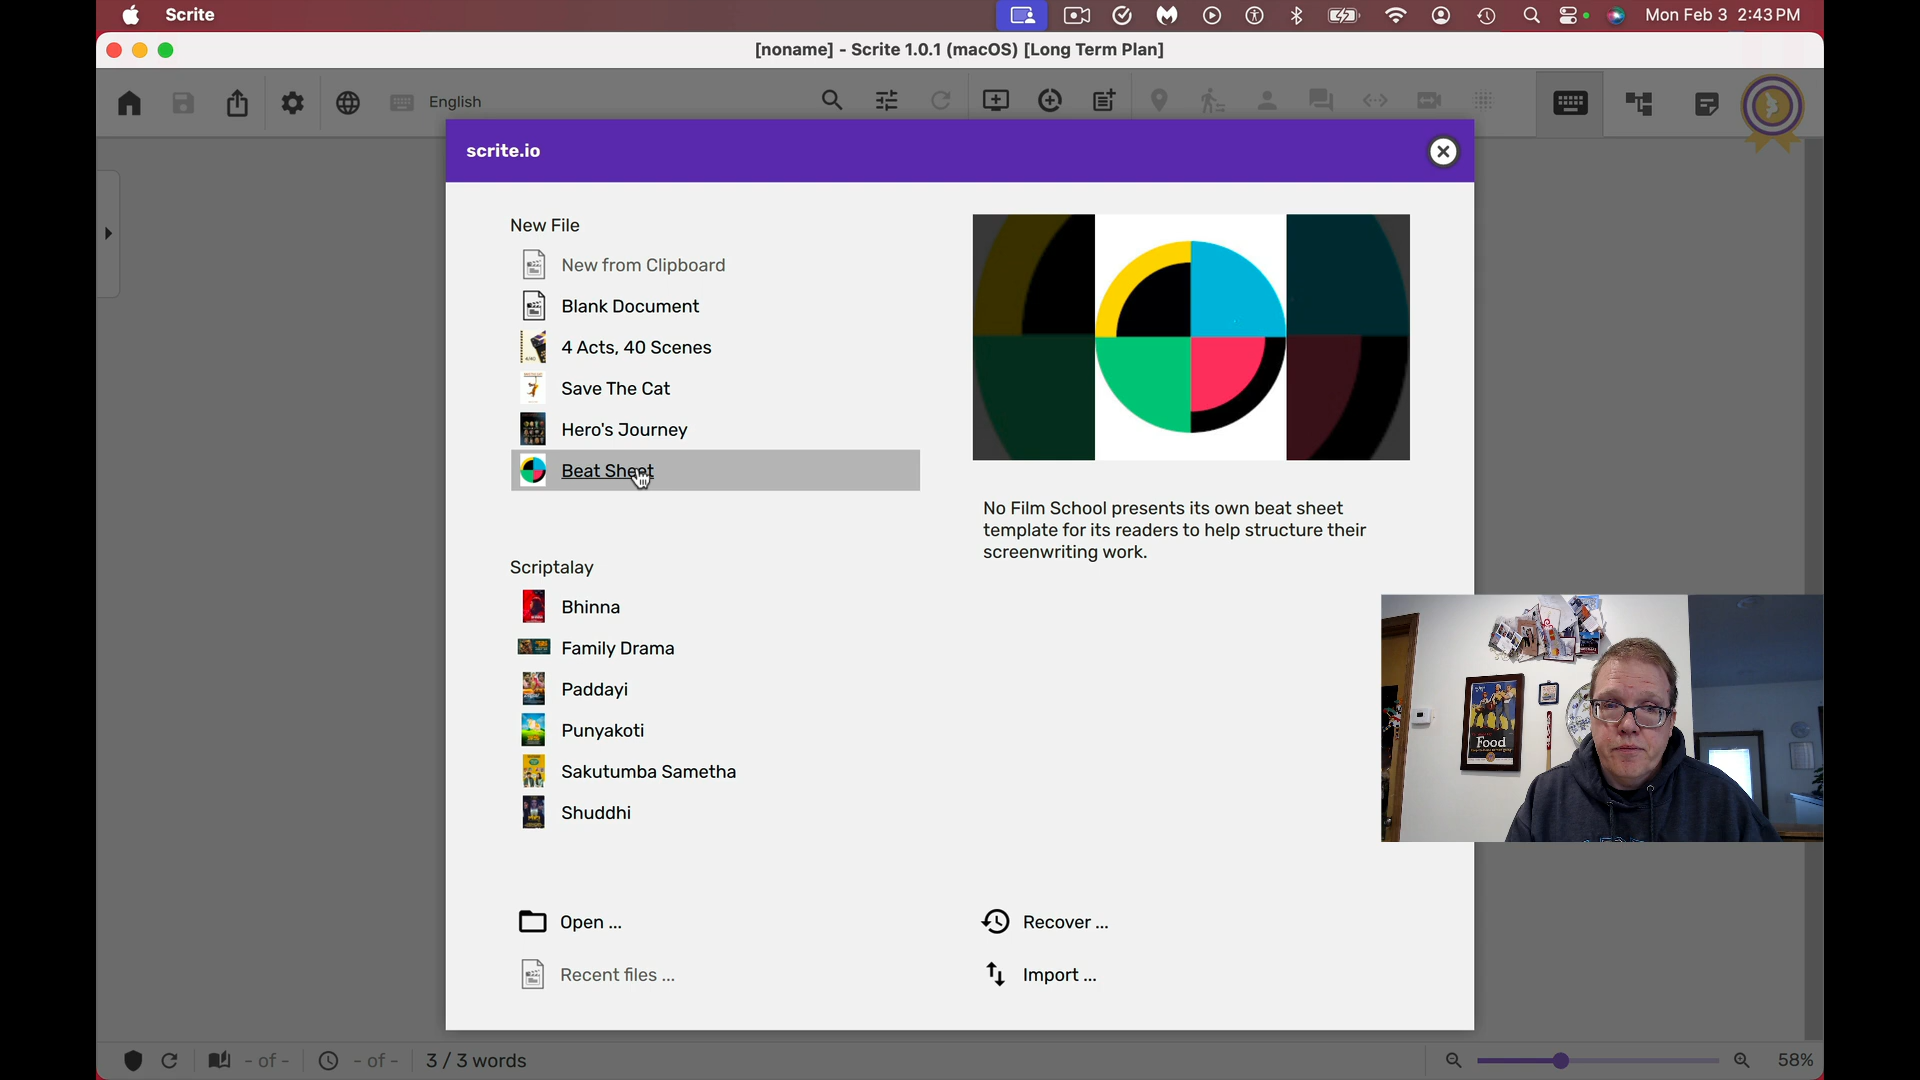 Scrite
Mon Feb 3 2:43 PM
[noname] - Scrite 1.0.1 (macOS) [Long Term Plan]
English
scrite.io
New File
New from Clipboard
Blank Document
4 Acts, 40 Scenes
Save The Cat
Hero's Journey
Beat Sheet
No Film School presents its own beat sheet
template for its readers to help structure their
screenwriting work.
Scriptalay
Bhinna
Family Drama
Paddayi
Punyakoti
Sakutumba Sametha
Shuddhi
Food
Open ...
Recover ...
Recent files ...
Import ...
- of -
- of -
3 / 3 words
58%